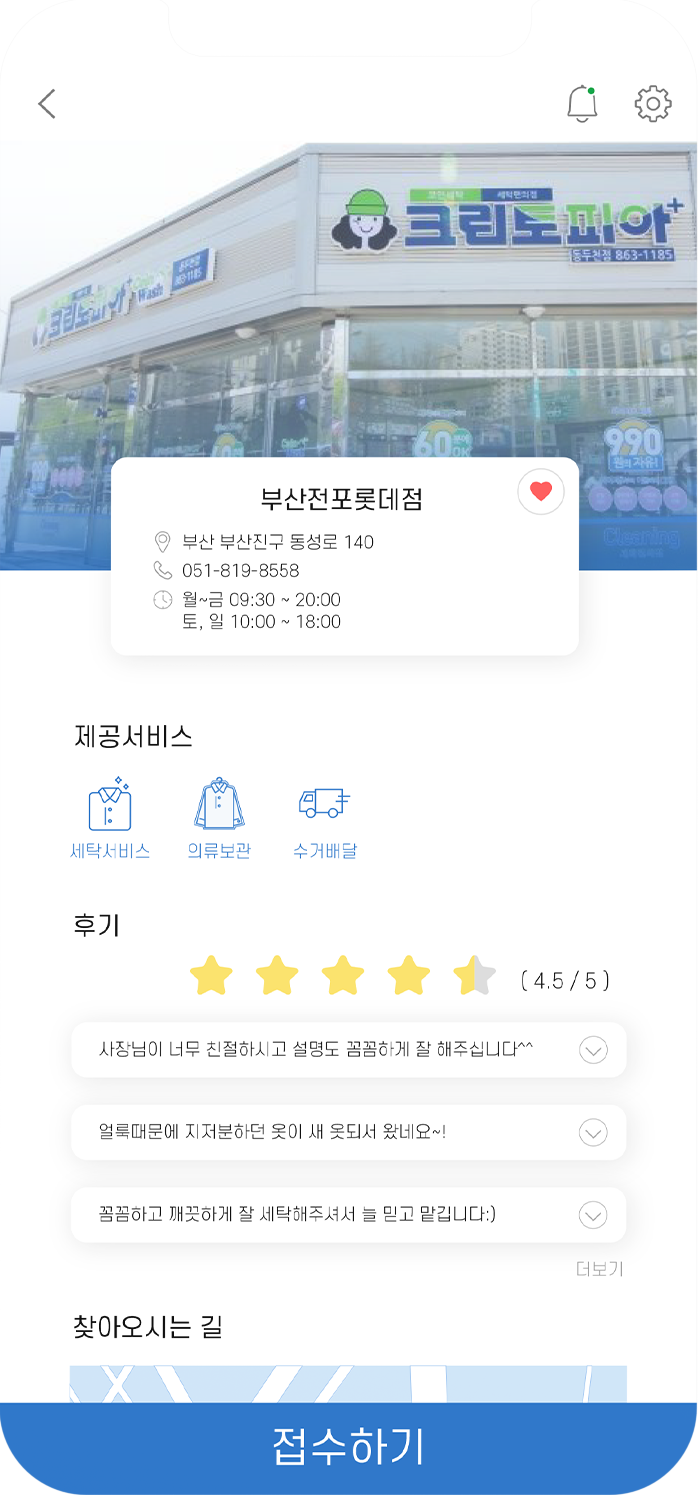 코인세탁 세탁편의점
크린토피아+
동두천점 863-1185
크린토피아+ Coin Wash 동두천점 863-1185
60
990
원의 자유!
Cleaning
부산전포롯데점
부산 부산진구 동성로 140
051-819-8558
월~금 09:30 ~ 20:00
토, 일 10:00 ~ 18:00
제공서비스
세탁서비스 의류보관 수거배달
후기
( 4.5 / 5 )
사장님이 너무 친절하시고 설명도 꼼꼼하게 잘 해주십니다^^
얼룩때문에 지저분하던 옷이 새 옷되서 왔네요~!
꼼꼼하고 깨끗하게 잘 세탁해주셔서 늘 믿고 맡깁니다:)
더보기
찾아오시는 길
접수하기